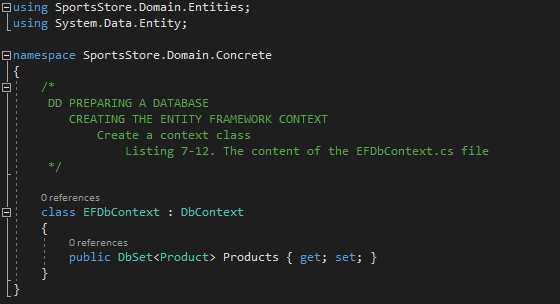 using SportsStore.Domain.Entities;
using System.Data.Entity;
namespace SportsStore.Domain.Concrete
{
/*
DD PREPARING A DATABASE
CREATING THE ENTITY FRAMEWORK CONTEXT
Create a context class
Listing 7-12. The content of the EFDbContext.cs file
*/
0 references
class EFDbContext : DbContext
{
0 references
public DbSet<Product> Products { get; set; }
}
}